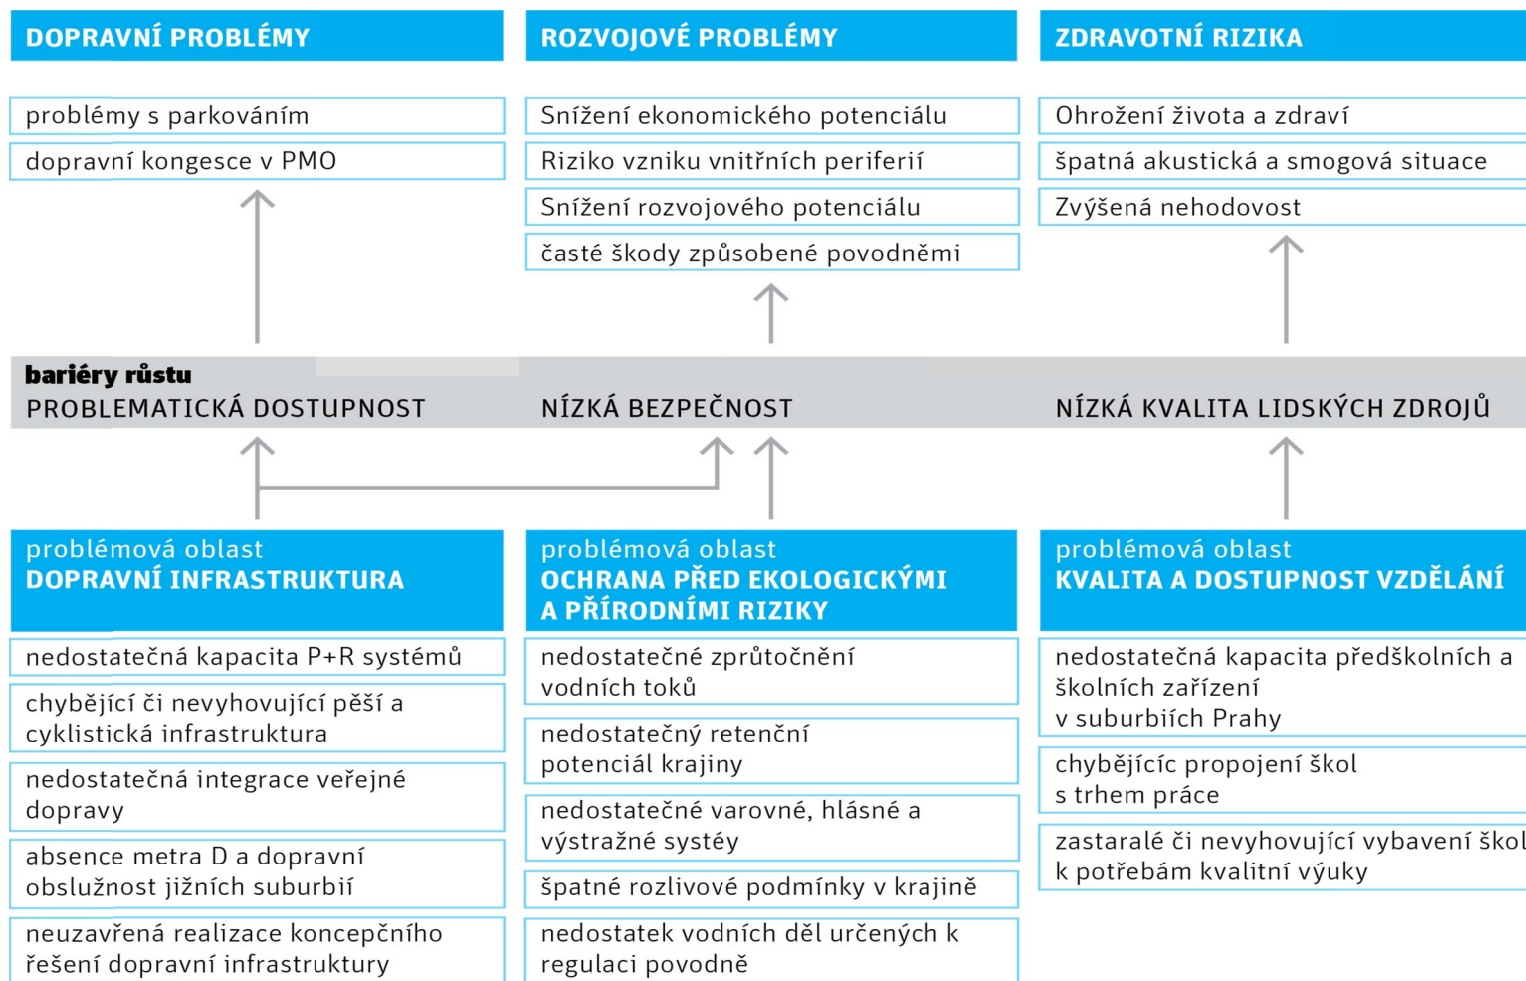 DOPRAVNÍ PROBLÉMY
problémy s parkováním
dopravní kongesce v PMO
ROZVOJOVÉ PROBLÉMY
Snížení ekonomického potenciálu
Riziko vzniku vnitřních periferií
Snížení rozvojového potenciálu
časté škody způsobené povodněmi
ZDRAVOTNÍ RIZIKA
Ohrožení života a zdraví
špatná akustická a smogová situace
Zvýšená nehodovost
bariéry růstu
PROBLEMATICKÁ DOSTUPNOST
NÍZKÁ BEZPEČNOST
NÍZKÁ KVALITA LIDSKÝCH ZDROJŮ
problémová oblast
DOPRAVNÍ INFRASTRUKTURA
nedostatečná kapacita P+R systémů
chybějící či nevyhovující pěší a
cyklistická infrastruktura
nedostatečná integrace veřejné
dopravy
absence metra D a dopravní
obslužnost jižních suburbií
neuzavřená realizace koncepčního
řešení dopravní infrastruktury
problémová oblast
OCHRANA PŘED EKOLOGICKÝMI
A PŘÍRODNÍMI RIZIKY
nedostatečné zprůtočnění
vodních toků
nedostatečný retenční
potenciál krajiny
nedostatečné varovné, hlásné a
výstražné systéy
špatné rozlivové podmínky v krajině
nedostatek vodních děl určených k
regulaci povodně
problémová oblast
KVALITA A DOSTUPNOST VZDĚLÁNÍ
nedostatečná kapacita předškolních a
školních zařízení
v suburbiích Prahy
chybějícíc propojení škol
s trhem práce
zastaralé či nevyhovující vybavení škol
k potřebám kvalitní výuky